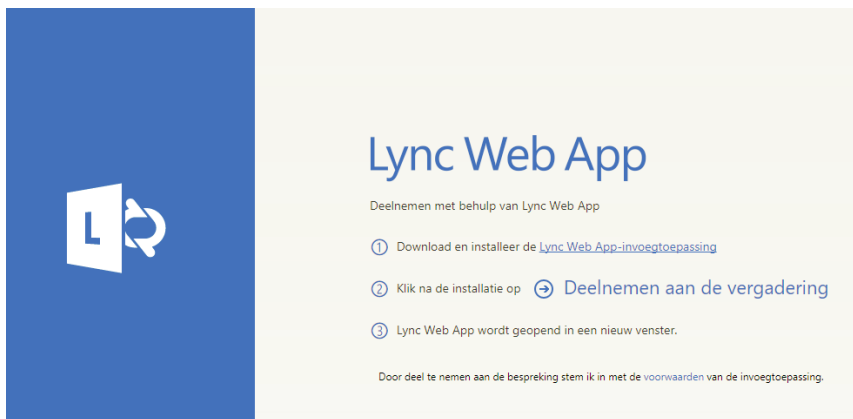 L
Lync Web App
Deelnemen met behulp van Lync Web App
1 Download en installeer de Lync Web App-invoegtoepassing
2 Klik na de installatie op Deelnemen aan de vergadering
3 Lync Web App wordt geopend in een nieuw venster.
Door deel te nemen aan de bespreking stem ik in met de voorwaarden van de invoegtoepassing.